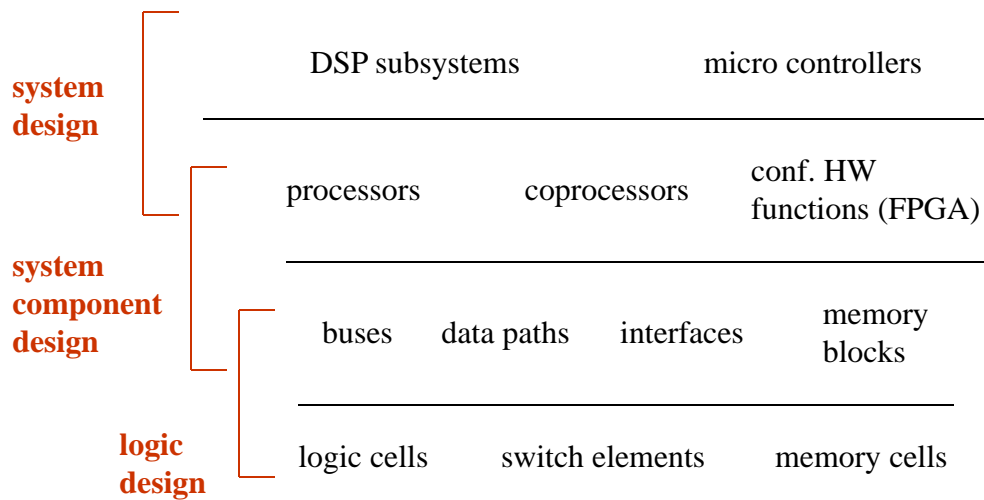 DSP subsystems micro controllers
system
design
processors coprocessors conf. HW
functions (FPGA)
system
component
design
buses data paths interfaces memory
blocks
logic
design
logic cells switch elements memory cells